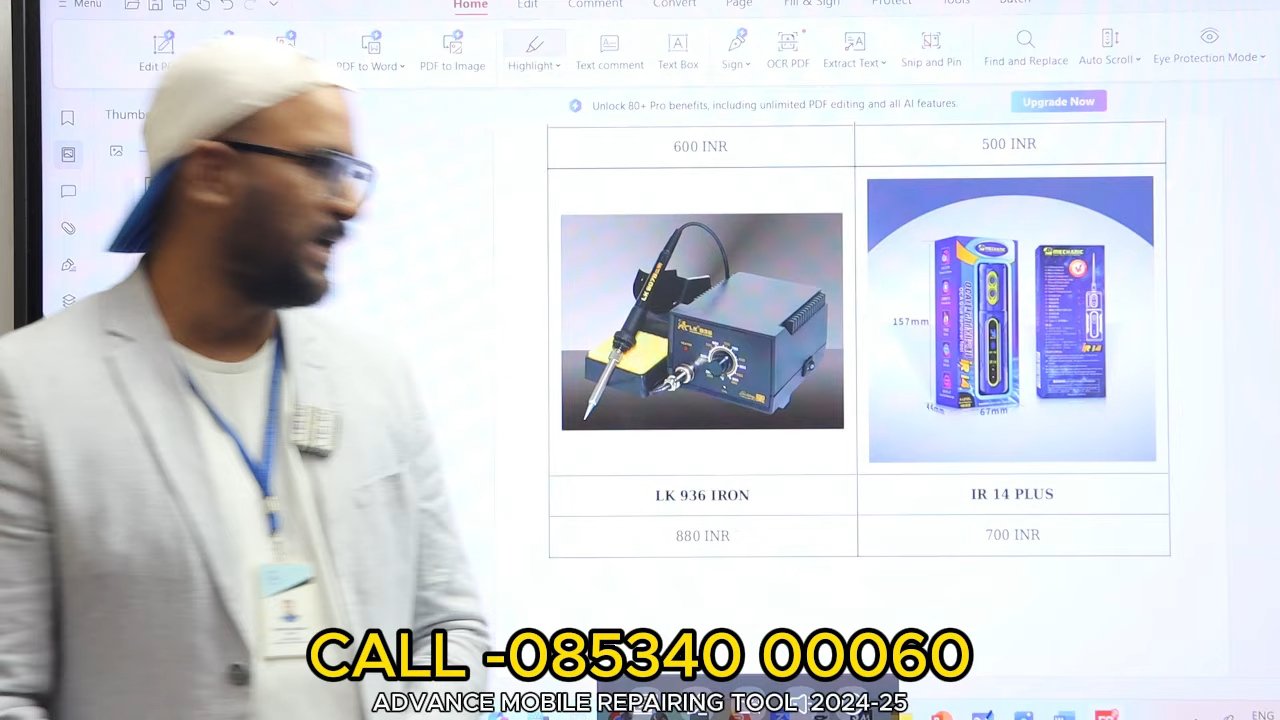 Menu
Home Edit Comment Convert Page Fill & Sign Protect Tools Batch
PDF to Word PDF to Image Highlight Text comment Text Box Sign OCR PDF Extract Text Snip and Pin Find and Replace Auto Scroll Eye Protection Mode
Unlock 80+ Pro benefits, including unlimited PDF editing and all AI features. Upgrade Now
600 INR 500 INR
MECHANIC
157mm
IR 14
67mm
LK 936 IRON IR 14 PLUS
880 INR 700 INR
CALL -085340 00060
ADVANCE MOBILE REPAIRING TOOL 2024-25
ENG